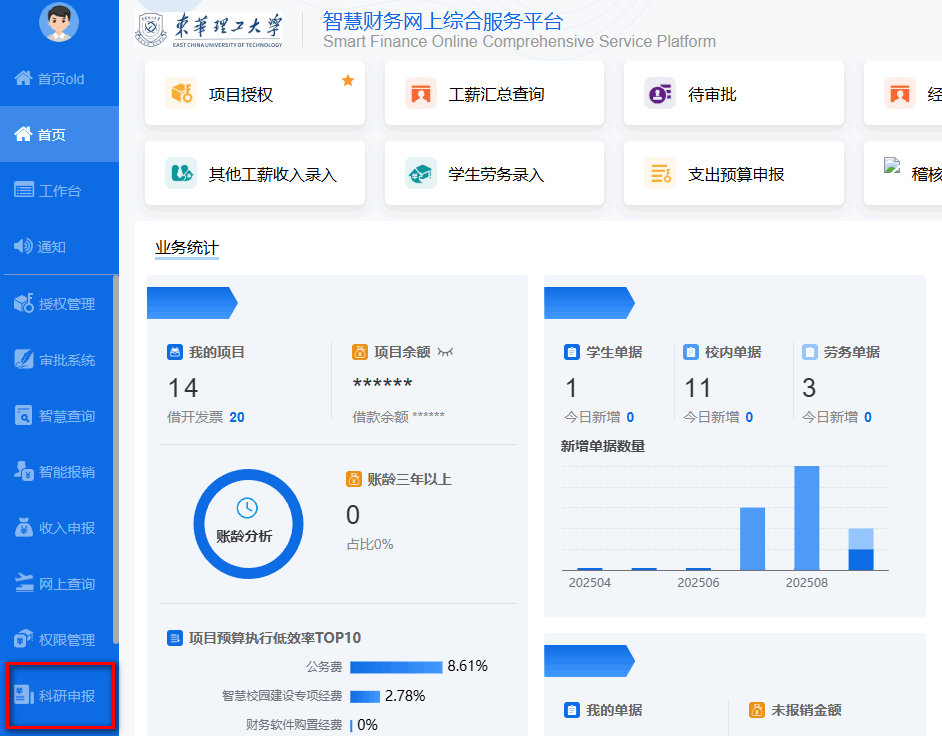 東華理工大学
EAST CHINA UNIVERSITY OF TECHNOLOGY
智慧财务网上综合服务平台
Smart Finance Online Comprehensive Service Platform
首页old
首页
工作台
通知
授权管理
审批系统
智慧查询
智能报销
收入申报
网上查询
权限管理
科研申报
项目授权
工薪汇总查询
待审批
经
其他工薪收入录入
学生劳务录入
支出预算申报
稽核
业务统计
我的项目
14
借开发票 20
项目余额
******
借款余额 ******
账龄分析
账龄三年以上
0
占比0%
项目预算执行低效率TOP10
公务费 8.61%
智慧校园建设专项经费 2.78%
财务软件购置经费 0%
学生单据
1
今日新增 0
校内单据
11
今日新增 0
劳务单据
3
今日新增 0
新增单据数量
202504 202506 202508
我的单据
未报销金额